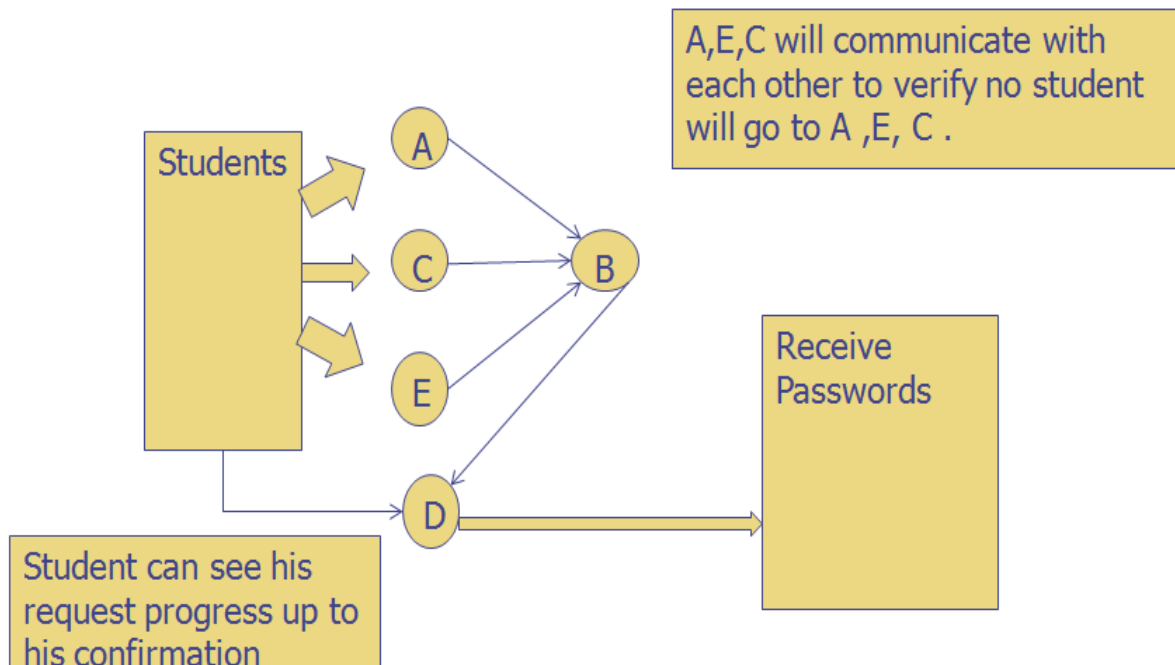 A,E,C will communicate with
each other to verify no student
will go to A ,E, C .
Students
A
C
B
E
Receive
Passwords
D
Student can see his
request progress up to
his confirmation